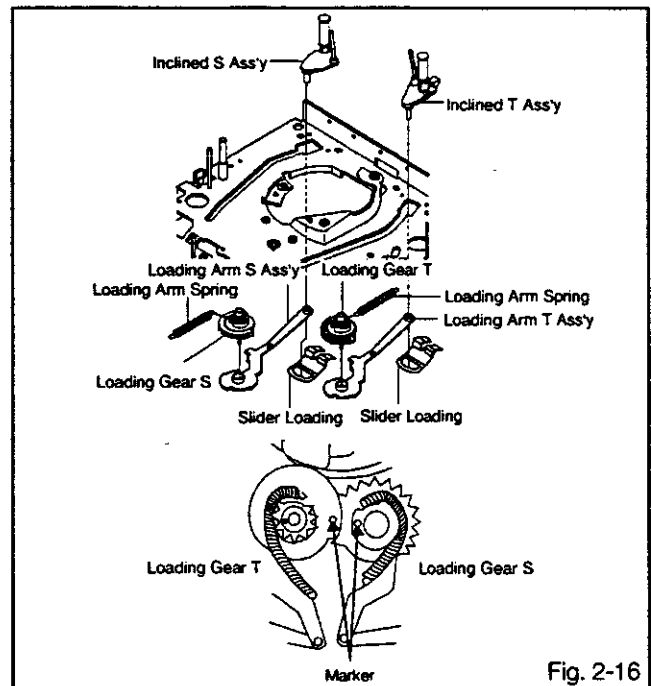 Inclined S Ass'y
Inclined T Ass'y
Loading Arm S Ass'y
Loading Gear T
Loading Arm Spring
Loading Arm Spring
Loading Arm T Ass'y
Loading Gear S
Slider Loading
Slider Loading
Loading Gear T
Loading Gear S
Marker
Fig. 2-16